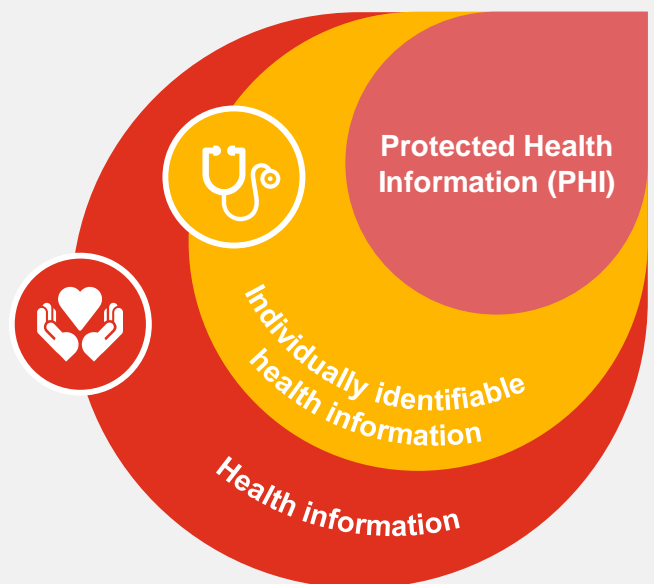 Protected Health
Information (PHI)
Individually identifiable
health information
Health information